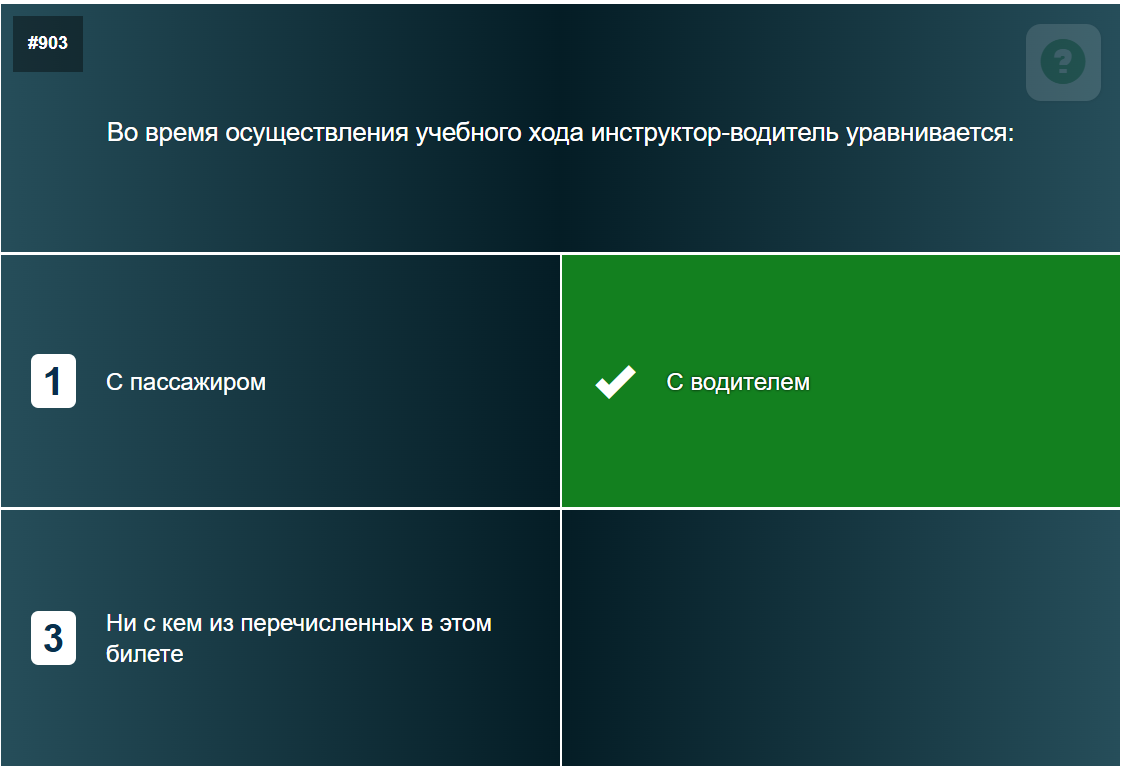 #903
?
Во время осуществления учебного хода инструктор-водитель уравнивается:
1
С пассажиром
С водителем
3
Ни с кем из перечисленных в этом
билете